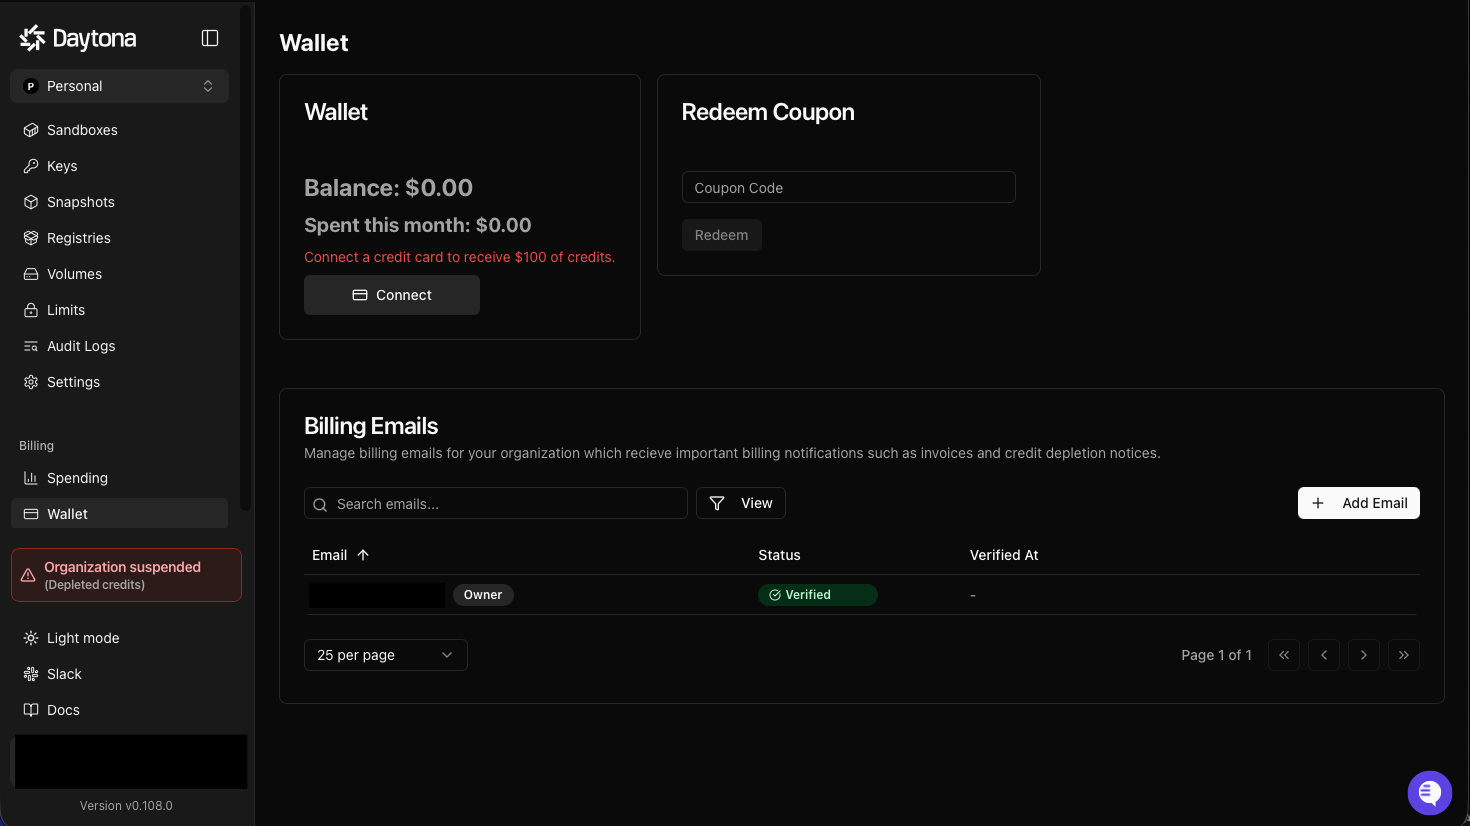 Daytona
P Personal
Sandboxes
Keys
Snapshots
Registries
Volumes
Limits
Audit Logs
Settings
Billing
Spending
Wallet
Organization suspended
(Depleted credits)
Light mode
Slack
Docs
Version v0.108.0
Wallet
Wallet
Balance: $0.00
Spent this month: $0.00
Connect a credit card to receive $100 of credits.
Connect
Redeem Coupon
Coupon Code
Redeem
Billing Emails
Manage billing emails for your organization which recieve important billing notifications such as invoices and credit depletion notices.
Search emails...
View
Add Email
Email Status Verified At
Owner Verified -
25 per page
Page 1 of 1